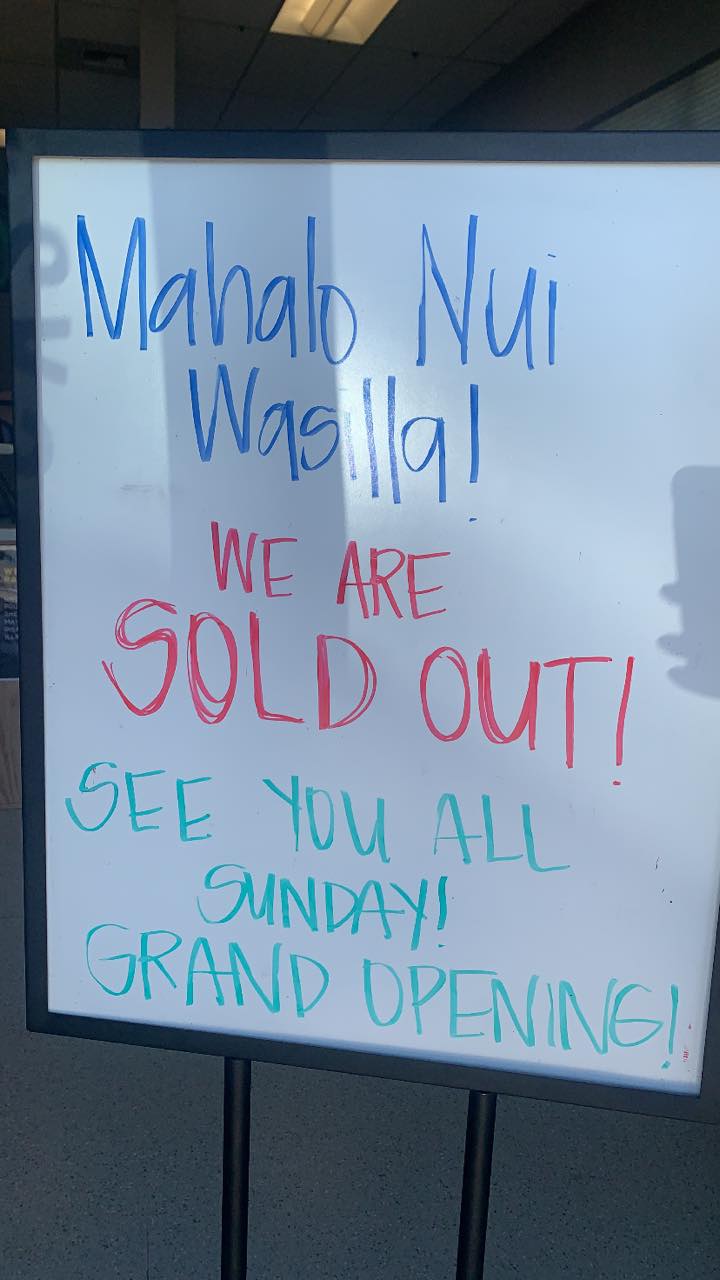 Mahalo Nui
Wasilla!
WE ARE
SOLD OUT!
SEE YOU ALL
SUNDAY!
GRAND OPENING!